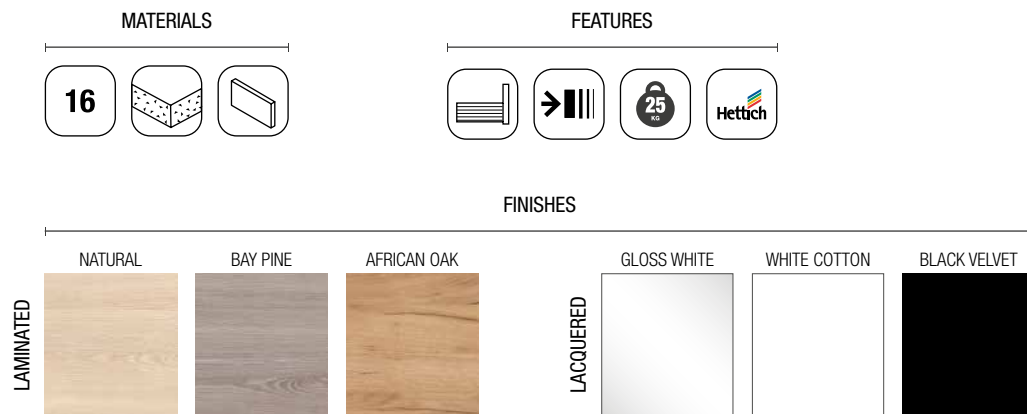 MATERIALS
FEATURES
16
25
KG
Hettich
FINISHES
NATURAL
BAY PINE
AFRICAN OAK
GLOSS WHITE
WHITE COTTON
BLACK VELVET
LAMINATED
LACQUERED